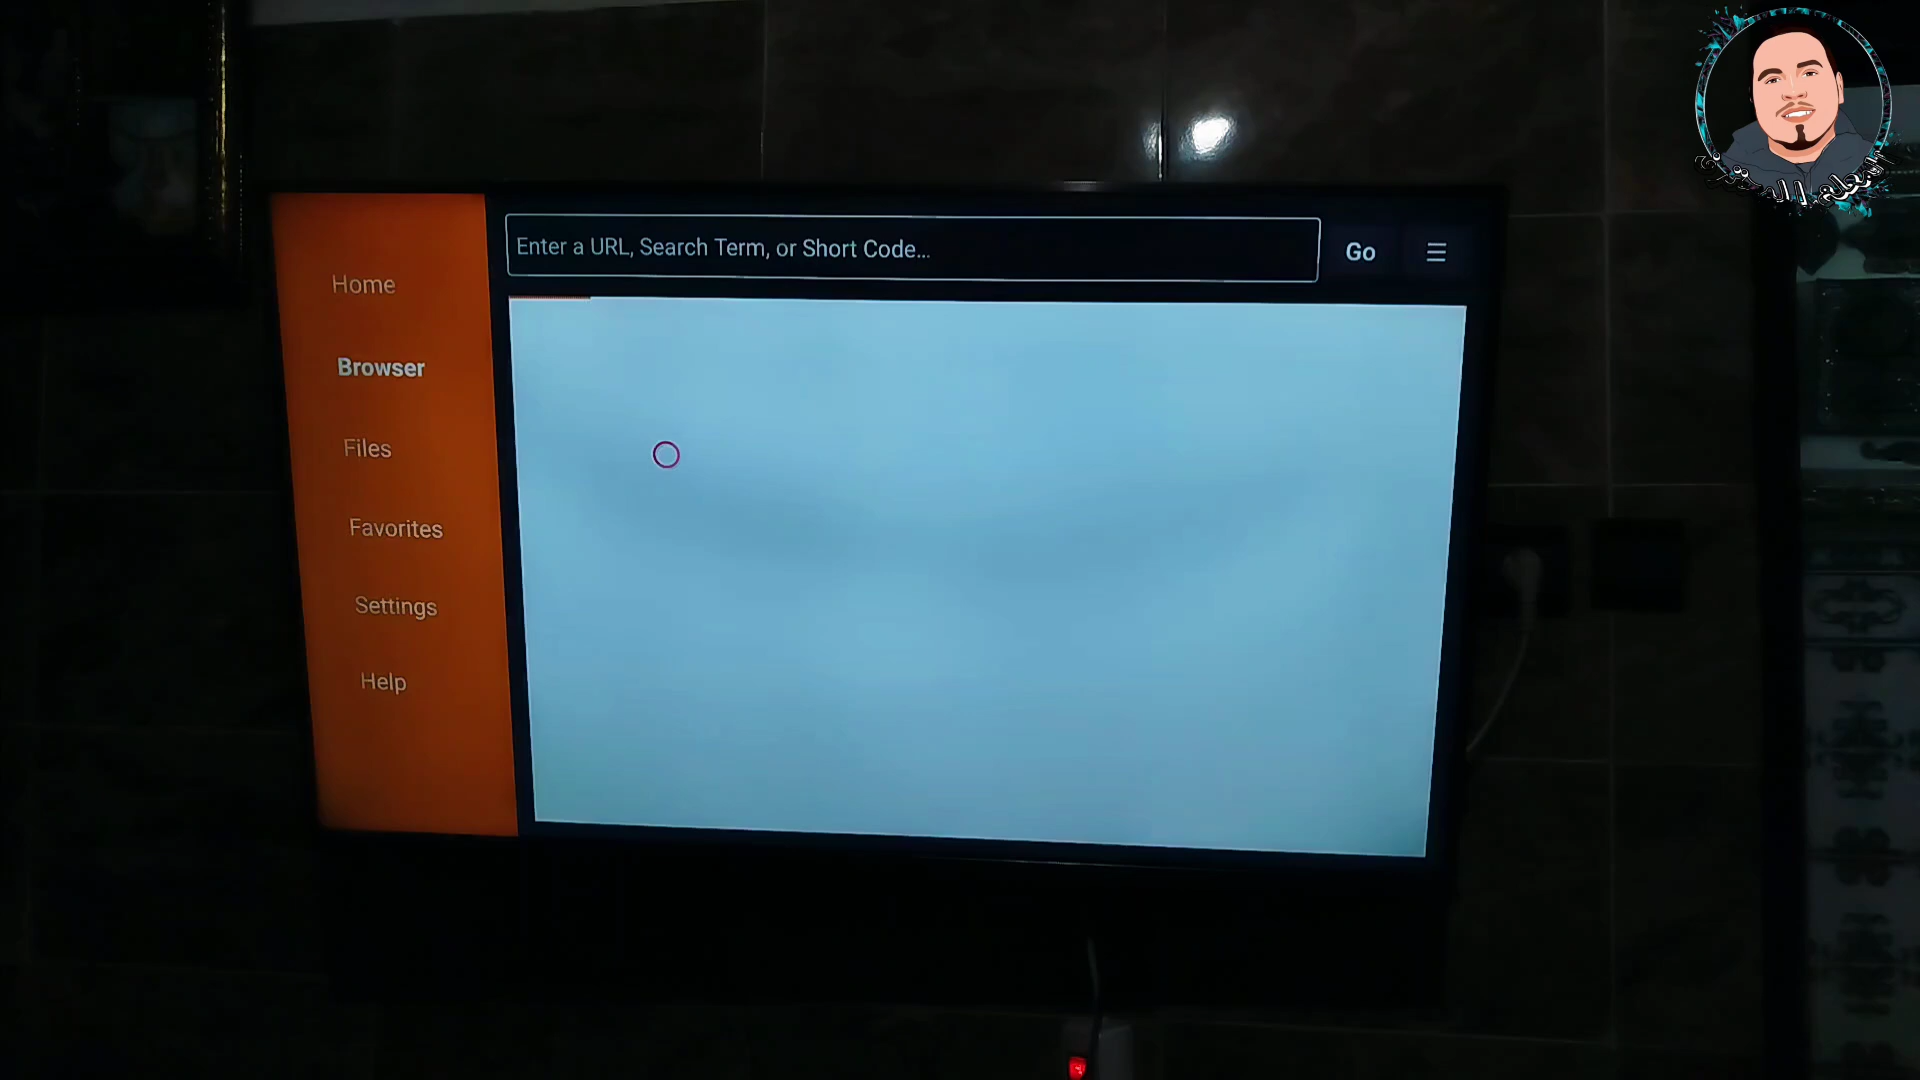 Enter a URL, Search Term, or Short Code...
Go
Home
Browser
Files
Favorites
Settings
Help